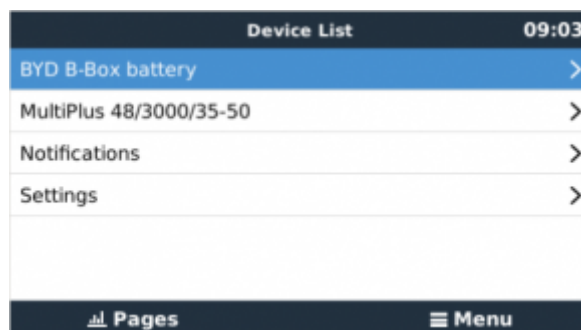 Device List 09:03
BYD B-Box battery
MultiPlus 48/3000/35-50
Notifications
Settings
Pages Menu